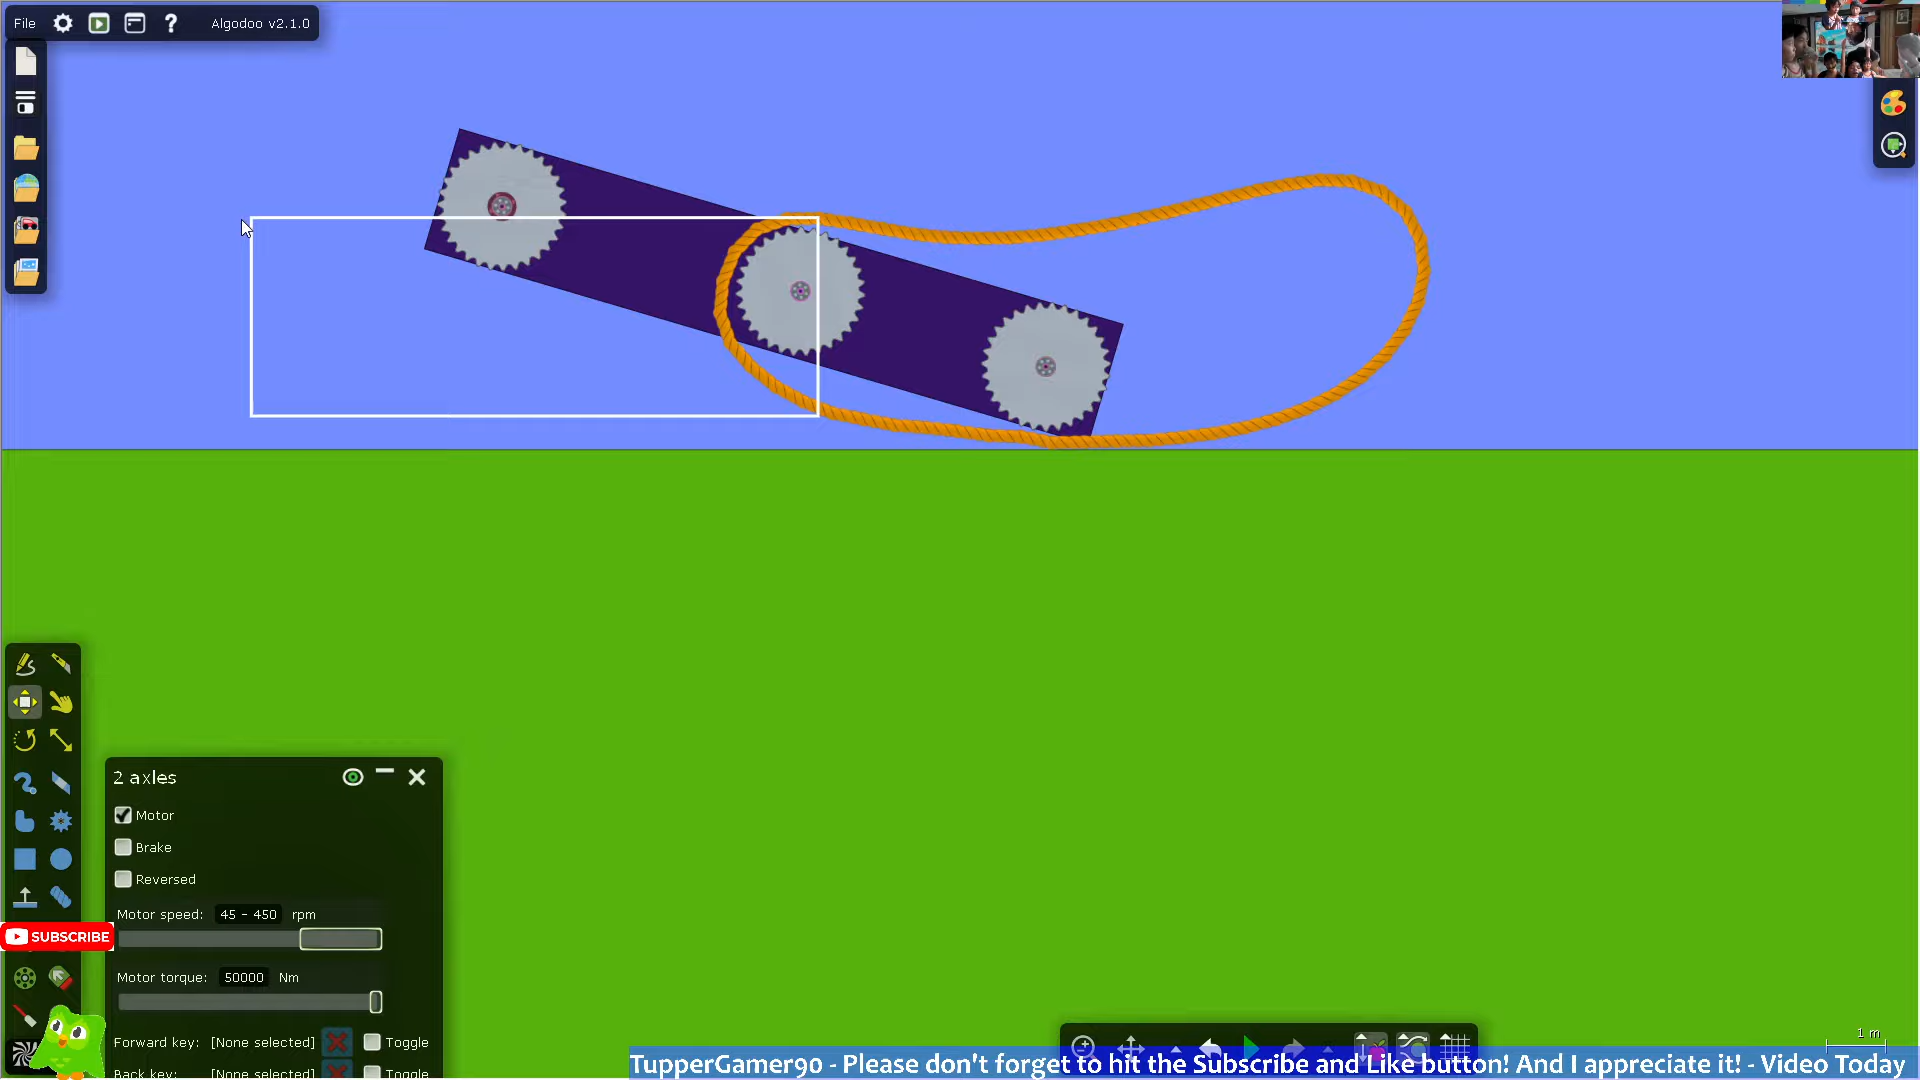 File
Algodoo v2.1.0
2 axles
Motor
Brake
Reversed
Motor speed: 45 - 450 rpm
SUBSCRIBE
Motor torque: 50000 Nm
Forward key: [None selected] Toggle
Back key: [None selected] Toggle
1 m
TupperGamer90 - Please don't forget to hit the Subscribe and Like button! And I appreciate it! - Video Today